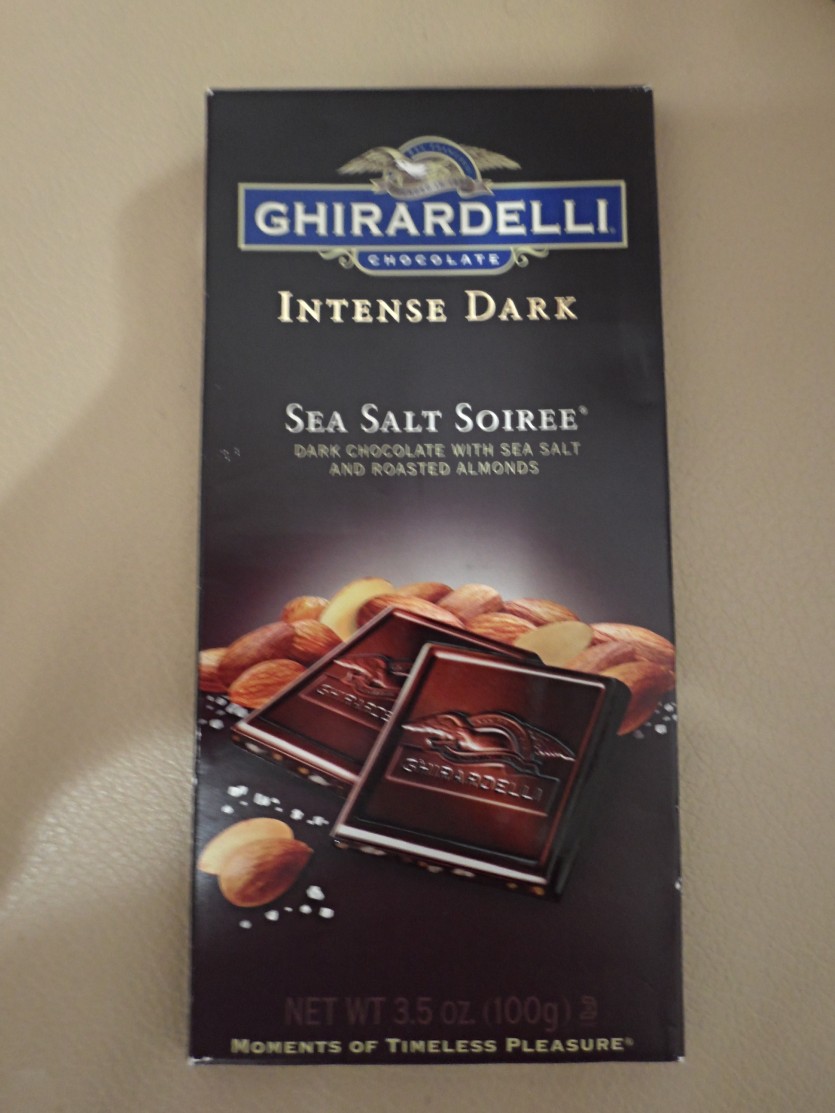 GHIRARDELLI®
CHOCOLATE
INTENSE DARK
SEA SALT SOIREE®
DARK CHOCOLATE WITH SEA SALT
AND ROASTED ALMONDS
GHIRARDELLI
NET WT 3.5 oz. (100g)
MOMENTS OF TIMELESS PLEASURE®